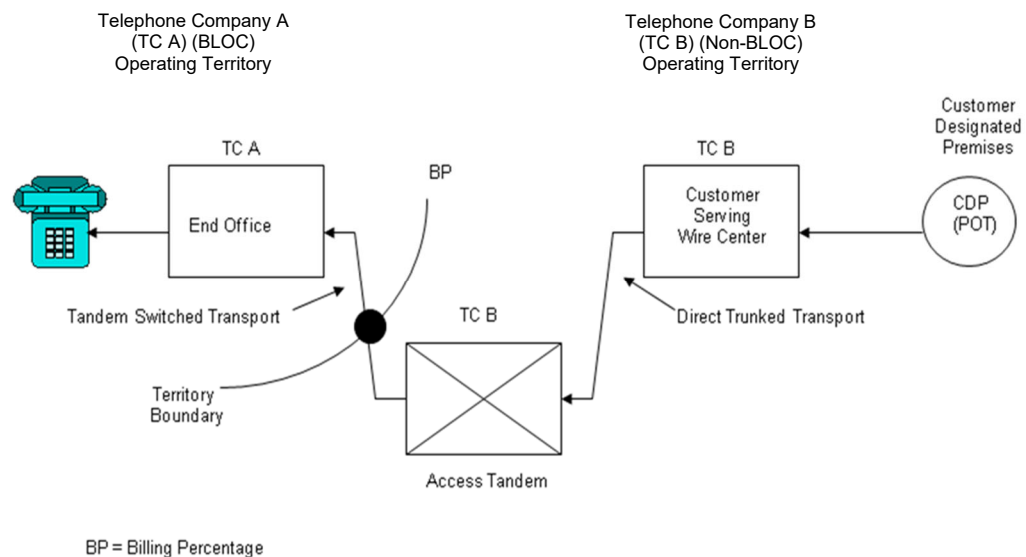 Telephone Company A
(TC A) (BLOC)
Operating Territory
Telephone Company B
(TC B) (Non-BLOC)
Operating Territory
Customer
Designated
Premises
TC A
BP
TC B
End Office
Customer
Serving
Wire Center
CDP
(POT)
Tandem Switched Transport
TC B
Direct Trunked Transport
Territory
Boundary
Access Tandem
BP = Billing Percentage